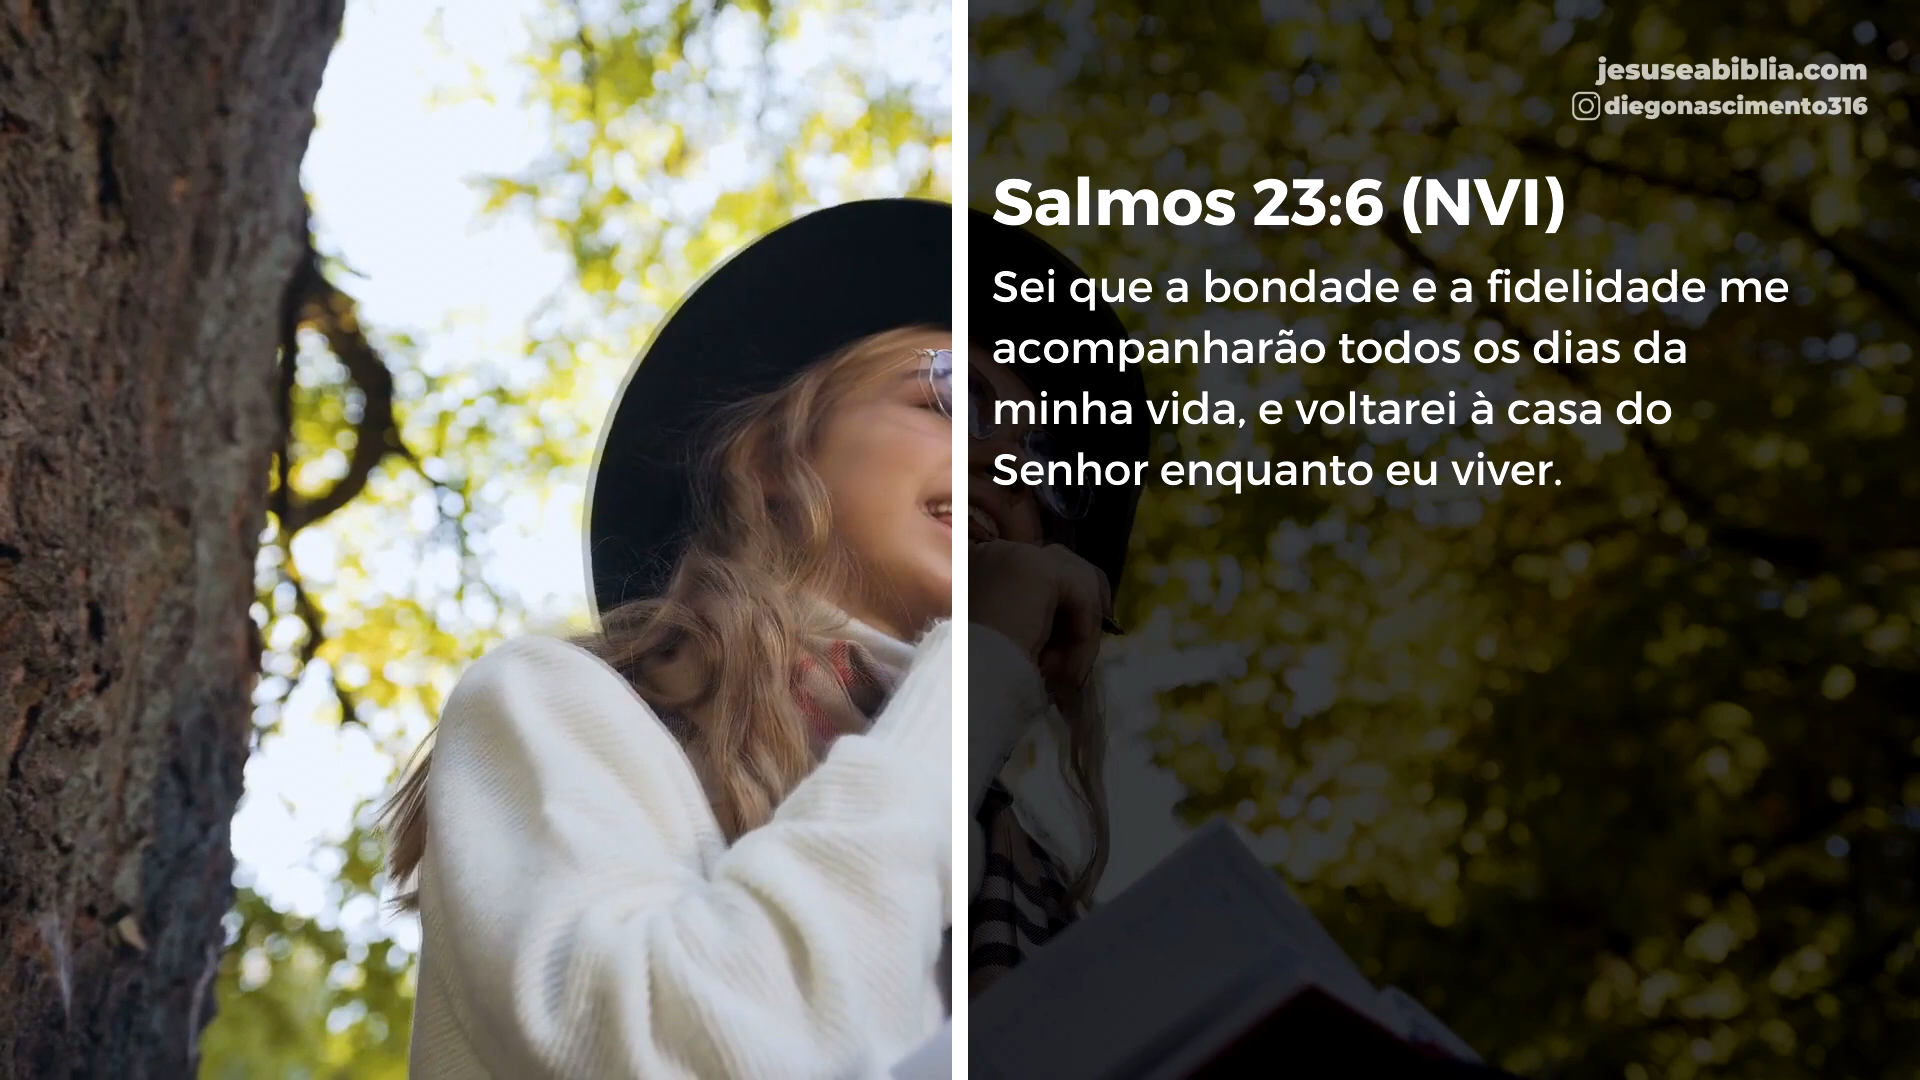 jesuseabiblia.com
diegonascimento316
Salmos 23:6 (NVI)
Sei que a bondade e a fidelidade me
acompanharão todos os dias da
minha vida, e voltarei à casa do
Senhor enquanto eu viver.